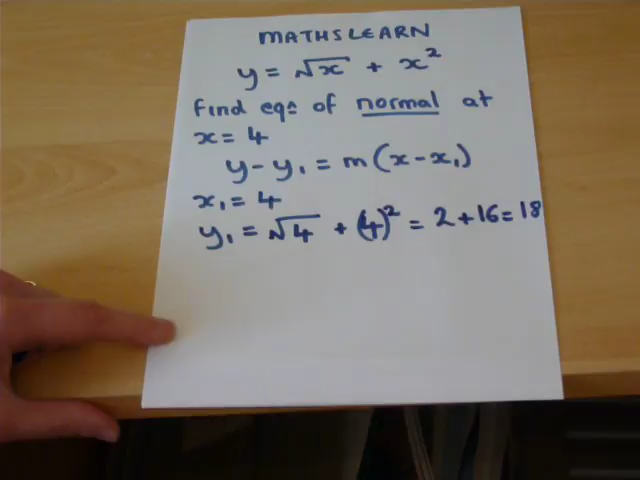 MATHSLEARN
y = √x + x²
Find eqn of normal at
x = 4
y - y₁ = m(x - x₁)
x₁ = 4
y₁ = √4 + (4)² = 2 + 16 = 18